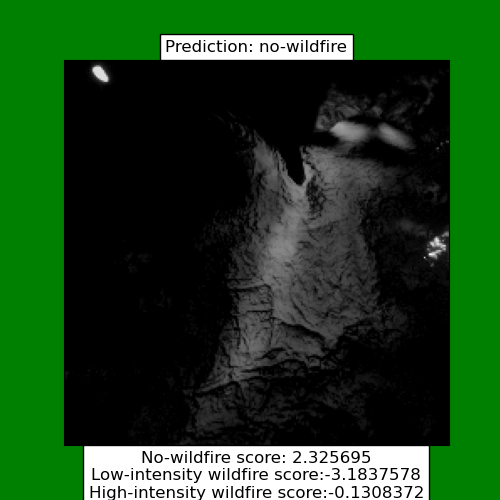 Prediction: no-wildfire
No-wildfire score: 2.325695
Low-intensity wildfire score:-3.1837578
High-intensity wildfire score:-0.1308372